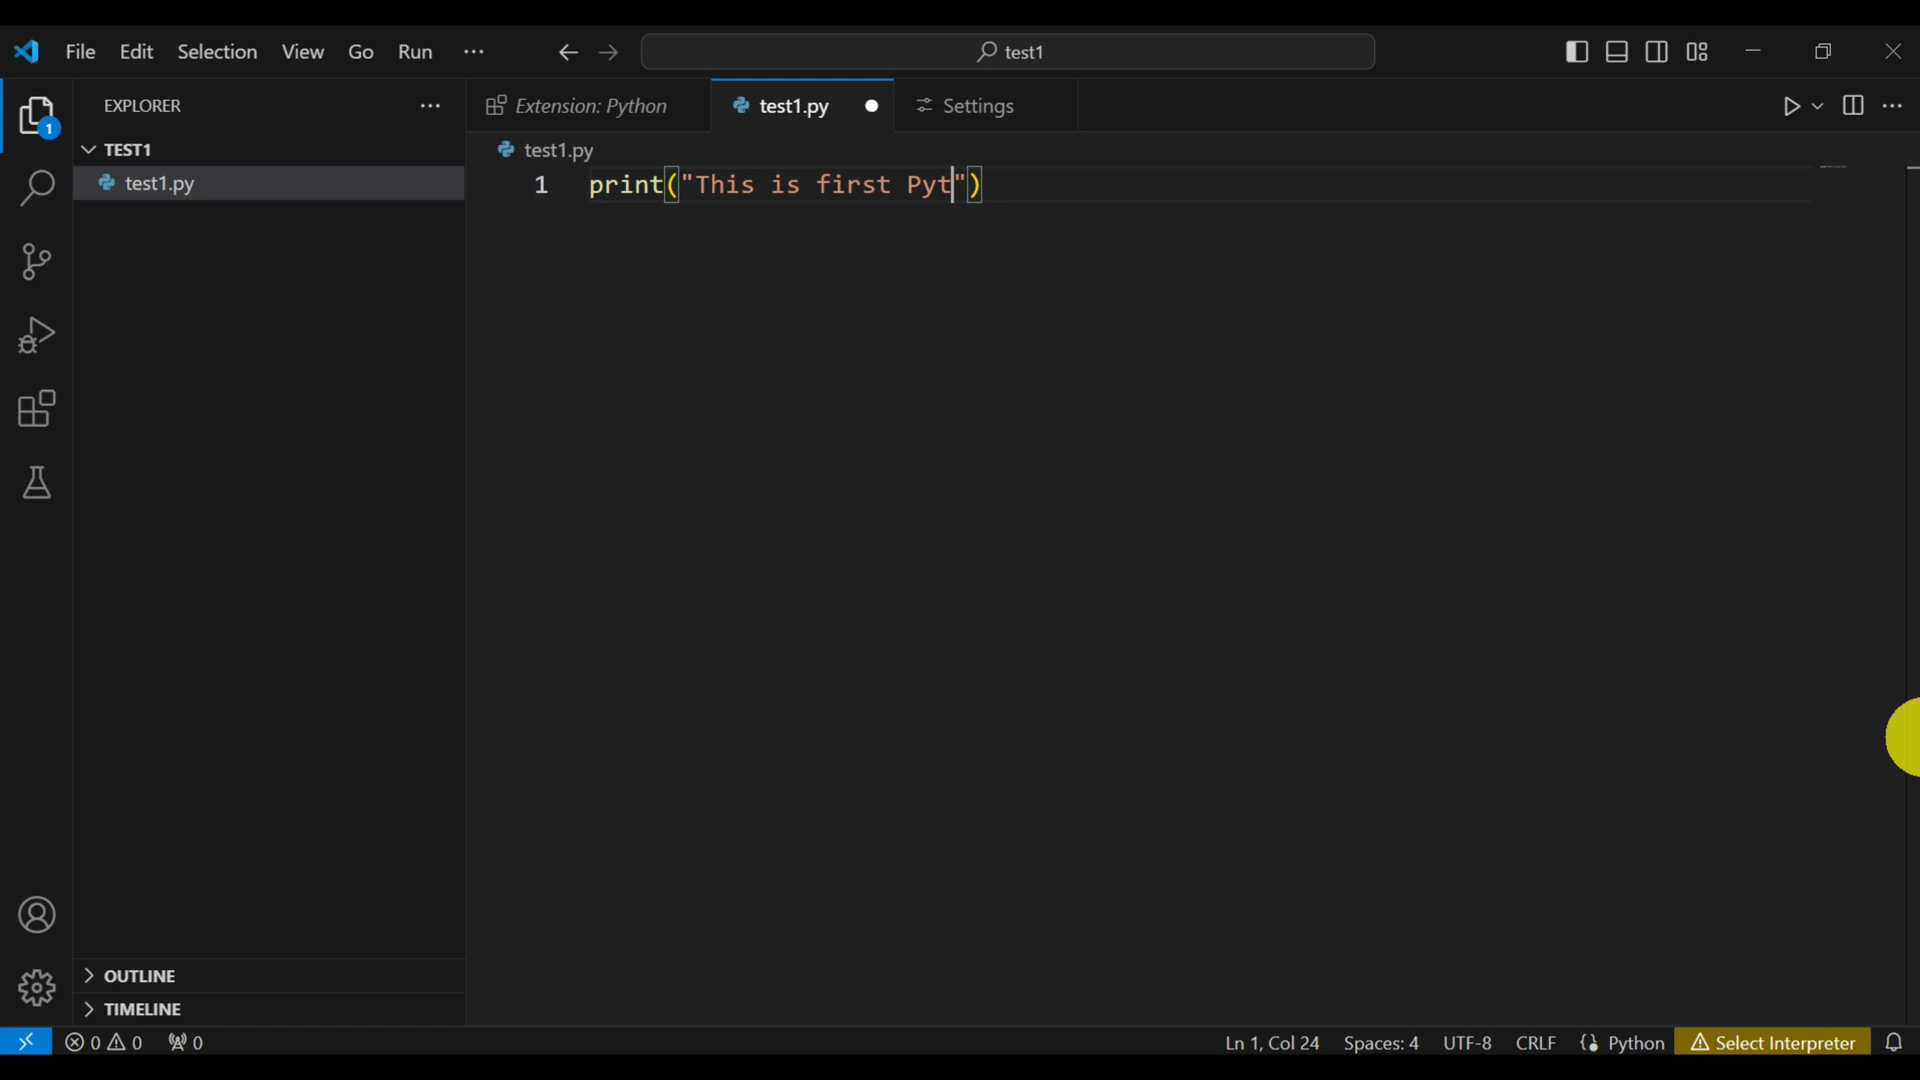 File Edit Selection View Go Run ··· test1
EXPLORER ··· Extension: Python test1.py Settings ···
TEST1
test1.py
test1.py
1 print("This is first Pyt")
1
OUTLINE
TIMELINE
0 0 0 Ln 1, Col 24 Spaces: 4 UTF-8 CRLF Python Select Interpreter